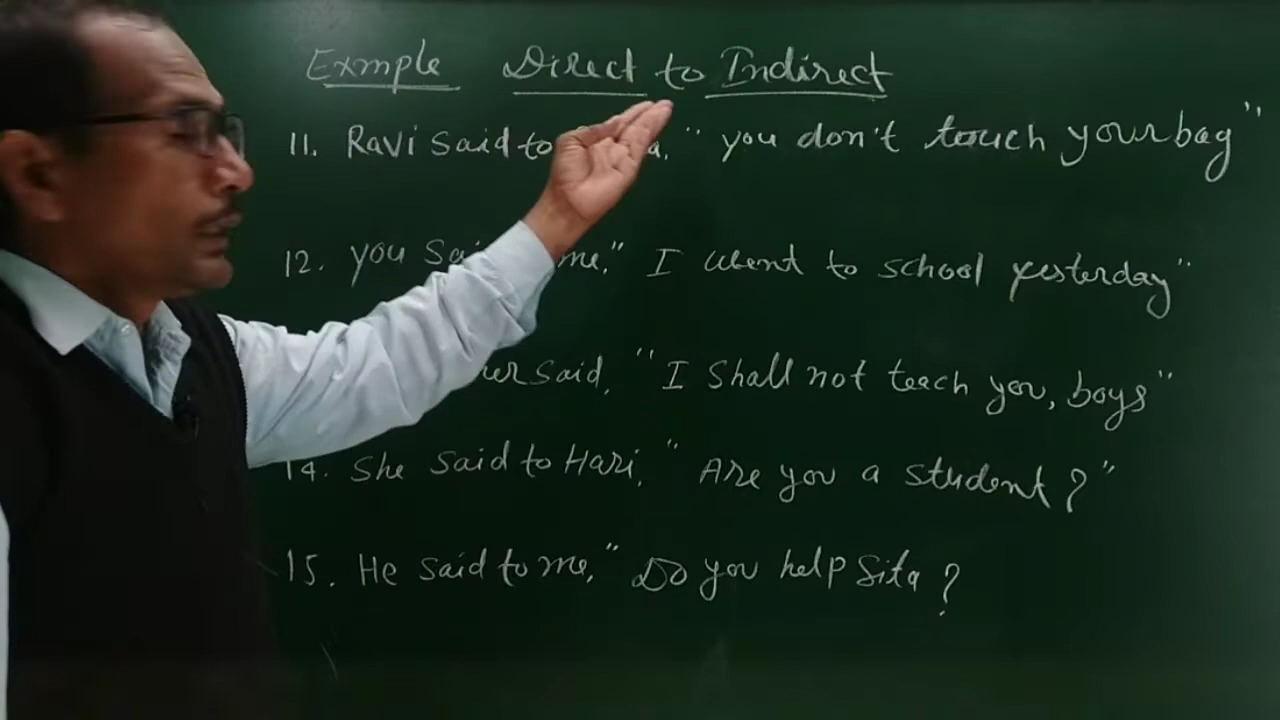 Exmple Direct to Indirect
11. Ravi said to a, " you don't touch your bag"
12. you sa me," I went to school yesterday"
er said, "I shall not teach you, boys"
14. She said to Hari, " Are you a student?"
15. He said to me," Do you help Sita?